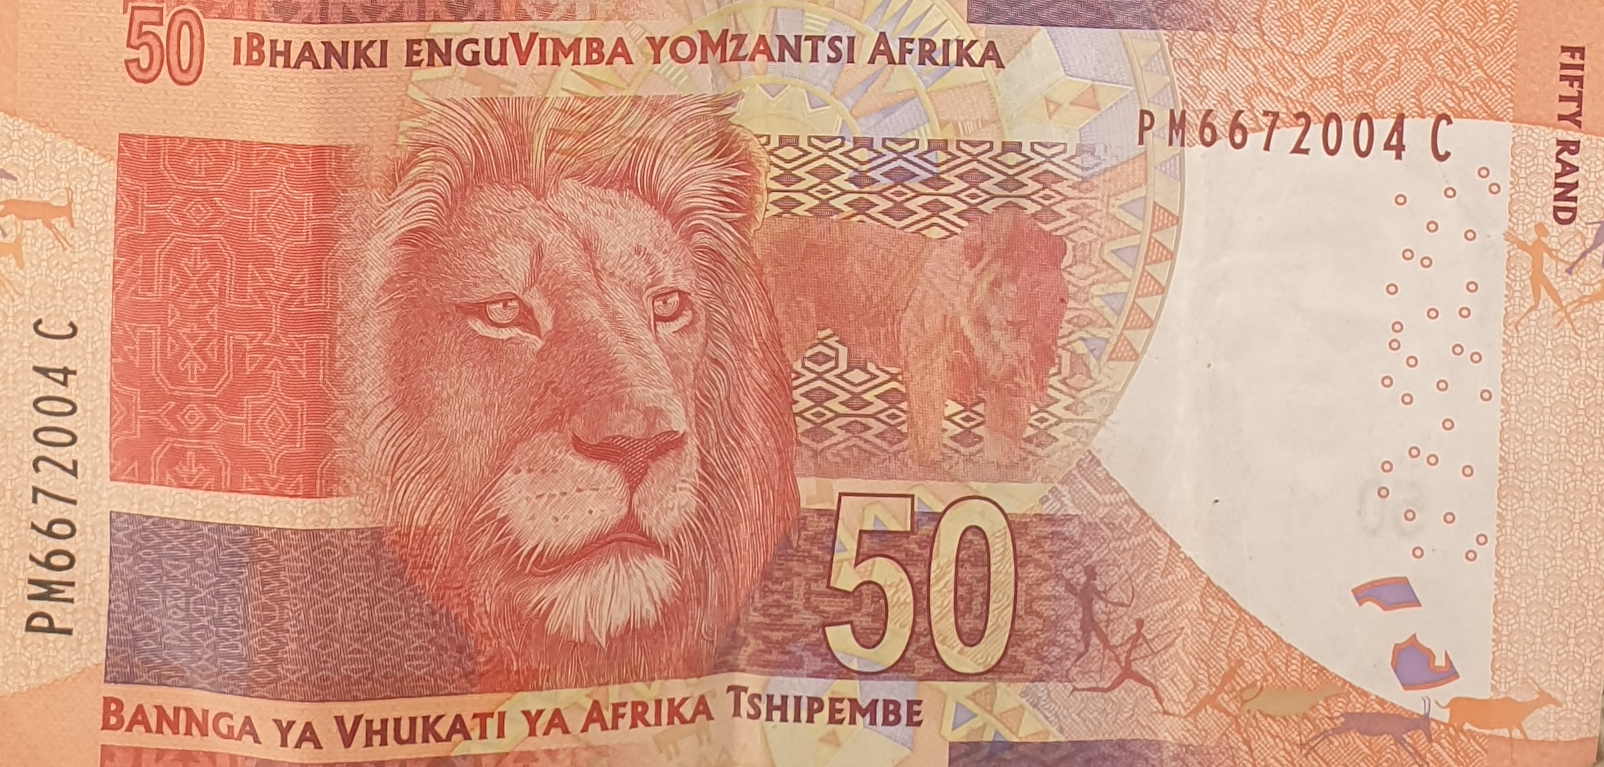 50 iBHANKI ENGUVIMBA YOMZANTSI AFRIKA
PM6672004 C
FIFTY RAND
PM6672004 C
50
BANNGA YA VHUKATI YA AFRIKA TSHIPEMBE